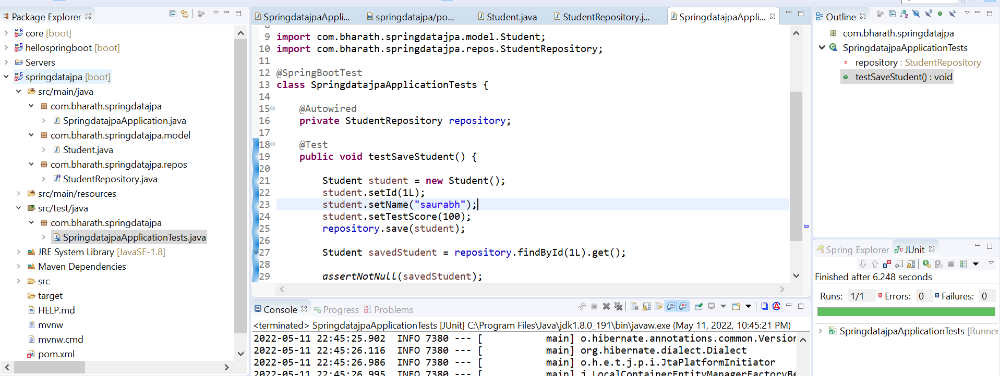 Package Explorer
core [boot]
hellospringboot [boot]
Servers
springdatajpa [boot]
src/main/java
com.bharath.springdatajpa
SpringdatajpaApplication.java
com.bharath.springdatajpa.model
Student.java
com.bharath.springdatajpa.repos
StudentRepository.java
src/main/resources
src/test/java
com.bharath.springdatajpa
SpringdatajpaApplicationTests.java
JRE System Library [JavaSE-1.8]
Maven Dependencies
src
target
HELP.md
mvnw
mvnw.cmd
pom.xml
SpringdatajpaAppli... springdatajpa/po... Student.java StudentRepository.j... SpringdatajpaAppli...
8
9 import com.bharath.springdatajpa.model.Student;
10 import com.bharath.springdatajpa.repos.StudentRepository;
11
12 @SpringBootTest
13 class SpringdatajpaApplicationTests {
14
15 @Autowired
16 private StudentRepository repository;
17
18 @Test
19 public void testSaveStudent() {
20
21 Student student = new Student();
22 student.setId(1L);
23 student.setName("saurabh");
24 student.setTestScore(100);
25 repository.save(student);
26
27 Student savedStudent = repository.findById(1L).get();
28
29 assertNotNull(savedStudent);
Console Progress Problems
<terminated> SpringdatajpaApplicationTests [JUnit] C:\Program Files\Java\jdk1.8.0_191\bin\javaw.exe (May 11, 2022, 10:45:21 PM)
2022-05-11 22:45:25.902 INFO 7380 --- [ main] o.hibernate.annotations.common.Version
2022-05-11 22:45:26.116 INFO 7380 --- [ main] org.hibernate.dialect.Dialect
2022-05-11 22:45:26.986 INFO 7380 --- [ main] o.h.e.t.j.p.i.JtaPlatformInitiator
2022-05-11 22:45:26.995 INFO 7380 --- [ main] j.LocalContainerEntityManagerFactoryBe
Outline
com.bharath.springdatajpa
SpringdatajpaApplicationTests
repository : StudentRepository
testSaveStudent() : void
Spring Explorer JUnit
Finished after 6.248 seconds
Runs: 1/1 Errors: 0 Failures: 0
SpringdatajpaApplicationTests [Runner